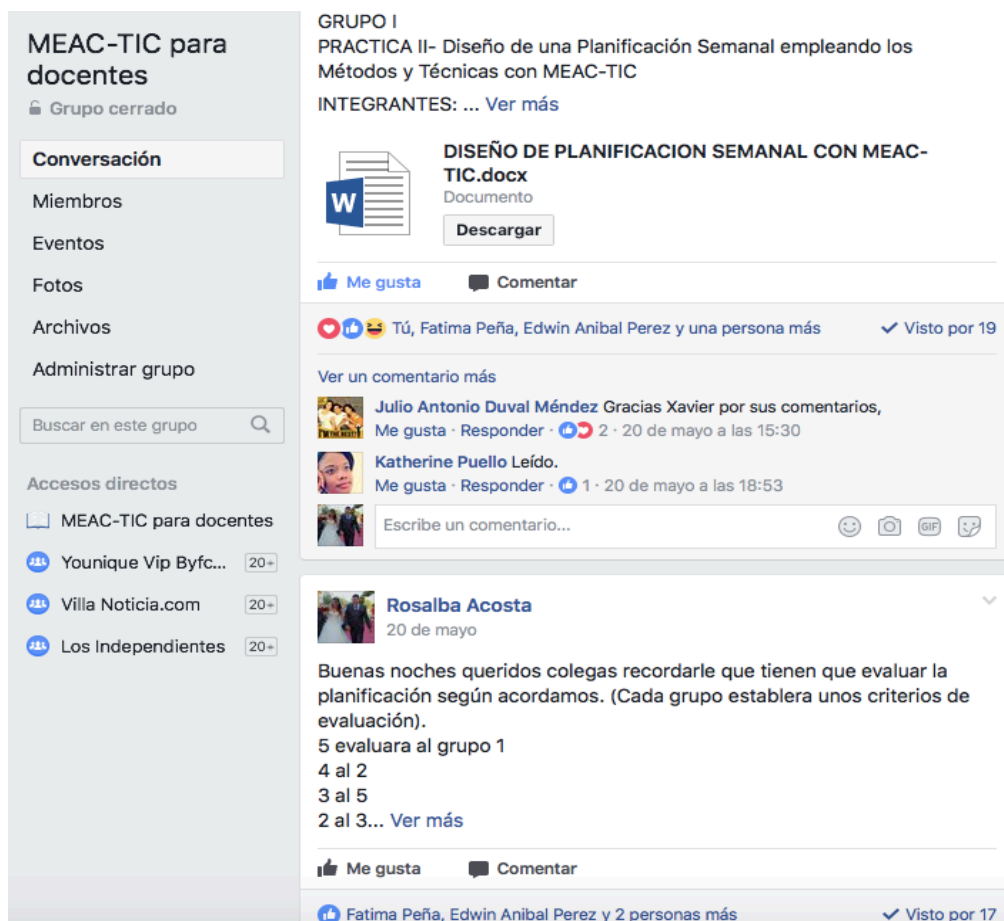 MEAC-TIC para
docentes
Grupo cerrado
Conversación
Miembros
Eventos
Fotos
Archivos
Administrar grupo
Buscar en este grupo
Accesos directos
MEAC-TIC para docentes
Younique Vip Byfc... 20+
Villa Noticia.com 20+
Los Independientes 20+
GRUPO I
PRACTICA II- Diseño de una Planificación Semanal empleando los
Métodos y Técnicas con MEAC-TIC
INTEGRANTES: ... Ver más
W
DISEÑO DE PLANIFICACION SEMANAL CON MEAC-
TIC.docx
Documento
Descargar
Me gusta Comentar
Tú, Fatima Peña, Edwin Anibal Perez y una persona más Visto por 19
Ver un comentario más
Julio Antonio Duval Méndez Gracias Xavier por sus comentarios,
Me gusta · Responder · 2 · 20 de mayo a las 15:30
Katherine Puello Leído.
Me gusta · Responder · 1 · 20 de mayo a las 18:53
Escribe un comentario...
GIF
Rosalba Acosta
20 de mayo
Buenas noches queridos colegas recordarle que tienen que evaluar la
planificación según acordamos. (Cada grupo establera unos criterios de
evaluación).
5 evaluara al grupo 1
4 al 2
3 al 5
2 al 3... Ver más
Me gusta Comentar
Fatima Peña, Edwin Anibal Perez y 2 personas más Visto por 17